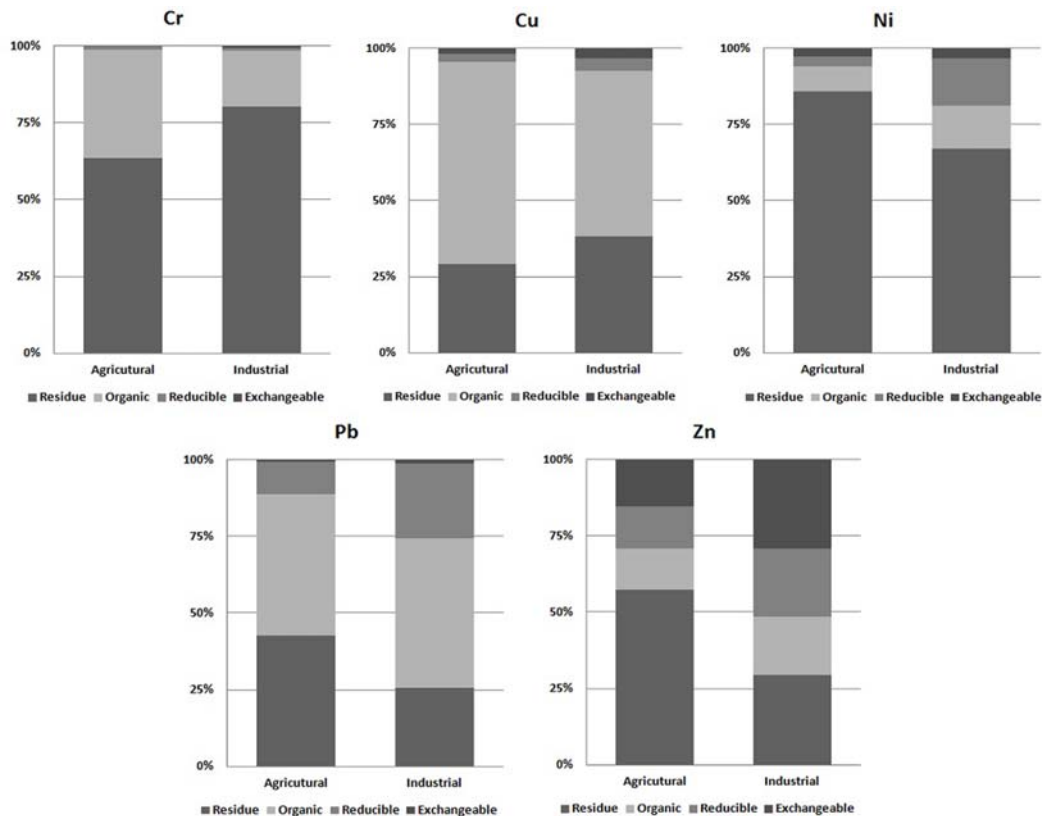 Cr
100%
75%
50%
25%
0%
Agricutural Industrial
Residue Organic Reducible Exchangeable
Cu
100%
75%
50%
25%
0%
Agricutural Industrial
Residue Organic Reducible Exchangeable
Ni
100%
75%
50%
25%
0%
Agricutural Industrial
Residue Organic Reducible Exchangeable
Pb
100%
75%
50%
25%
0%
Agricutural Industrial
Residue Organic Reducible Exchangeable
Zn
100%
75%
50%
25%
0%
Agricutural Industrial
Residue Organic Reducible Exchangeable